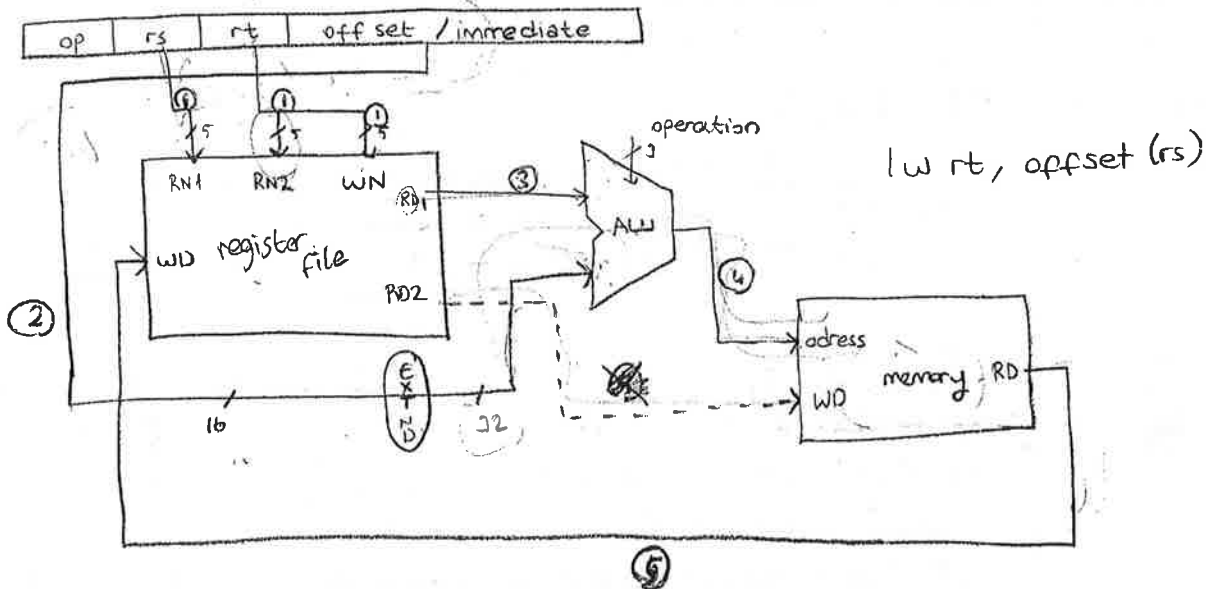 op rs rt off set / immediate
1 1 1
5 5 5
operation
3
lw rt, offset (rs)
RN1 RN2 WN
RD1
3
ALU
WD register file
RD2
4
2
adress
memory RD
WD
EXTND
16
32
5